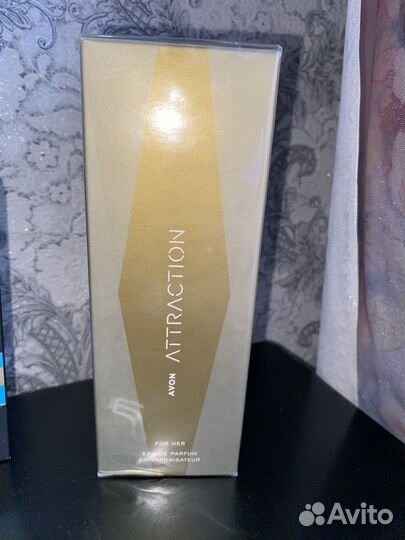 AVON ATTRACTION
FOR HER
EAU DE PARFUM
EN VAPORISATEUR
Avito